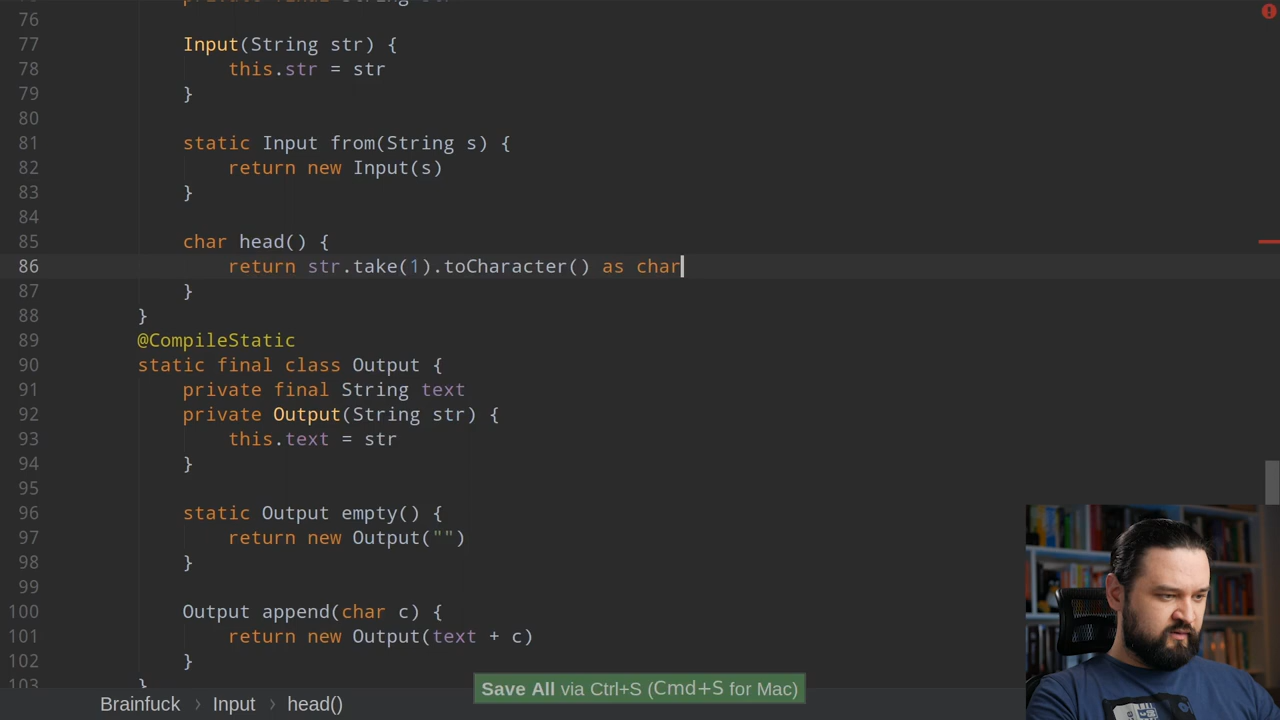 76
77 Input(String str) {
78 this.str = str
79 }
80
81 static Input from(String s) {
82 return new Input(s)
83 }
84
85 char head() {
86 return str.take(1).toCharacter() as char
87 }
88 }
89 @CompileStatic
90 static final class Output {
91 private final String text
92 private Output(String str) {
93 this.text = str
94 }
95
96 static Output empty() {
97 return new Output("")
98 }
99
100 Output append(char c) {
101 return new Output(text + c)
102 }
103 }
Save All via Ctrl+S (Cmd+S for Mac)
Brainfuck › Input › head()